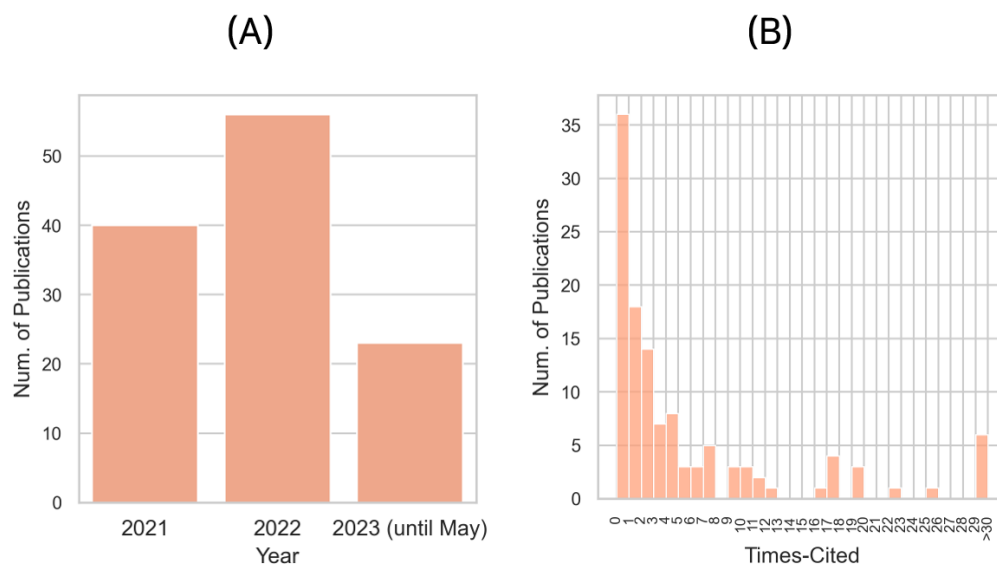 (A)
(B)
Num. of Publications
50
40
30
20
10
0
2021 2022 2023 (until May)
Year
Num. of Publications
35
30
25
20
15
10
5
0
0 1 2 3 4 5 6 7 8 9 10 11 12 13 14 15 16 17 18 19 20 21 22 23 24 25 26 27 28 29 >30
Times-Cited